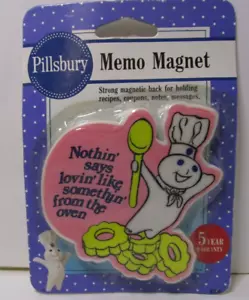 Pillsbury
Memo Magnet
Strong magnetic back for holding
recipes, coupons, notes, messages.
Nothin'
says
lovin' like
somethin'
from the
oven
5 YEAR
WARRANTY